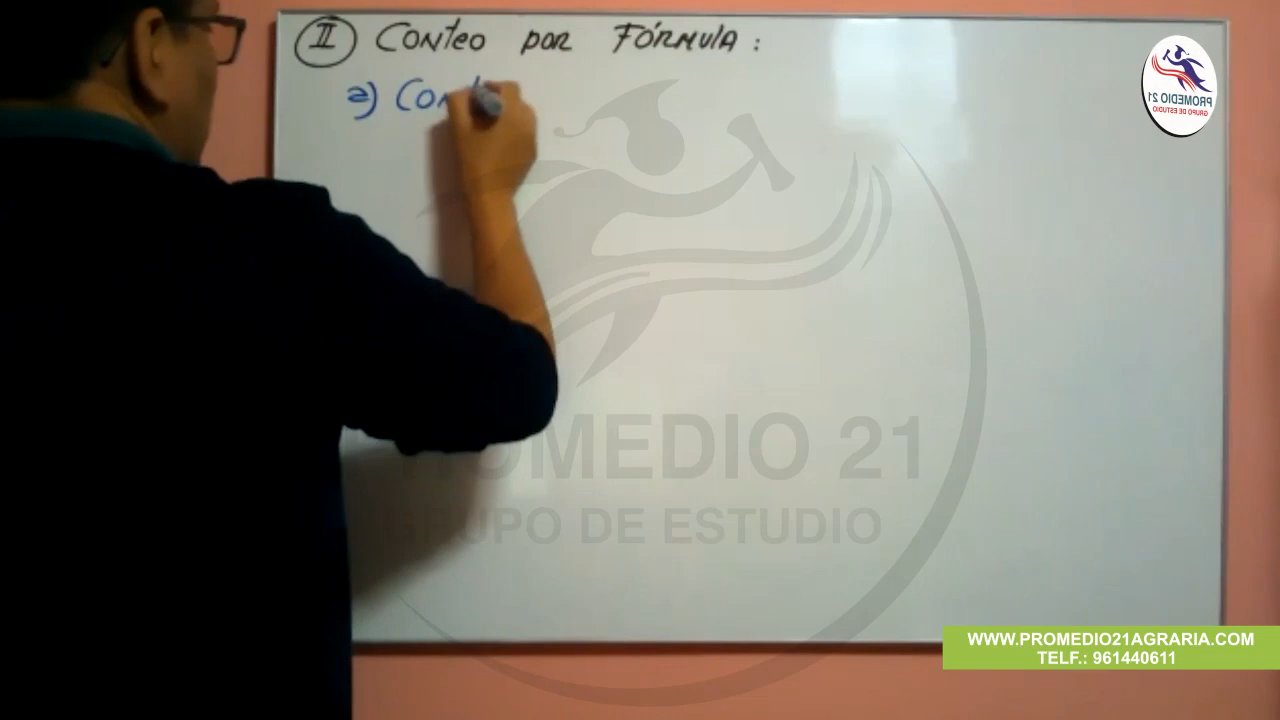 II Conteo por Fórmula:
a) Cont
PROMEDIO 21
GRUPO DE ESTUDIO
PROMEDIO 21
GRUPO DE ESTUDIO
WWW.PROMEDIO21AGRARIA.COM
TELF.: 961440611